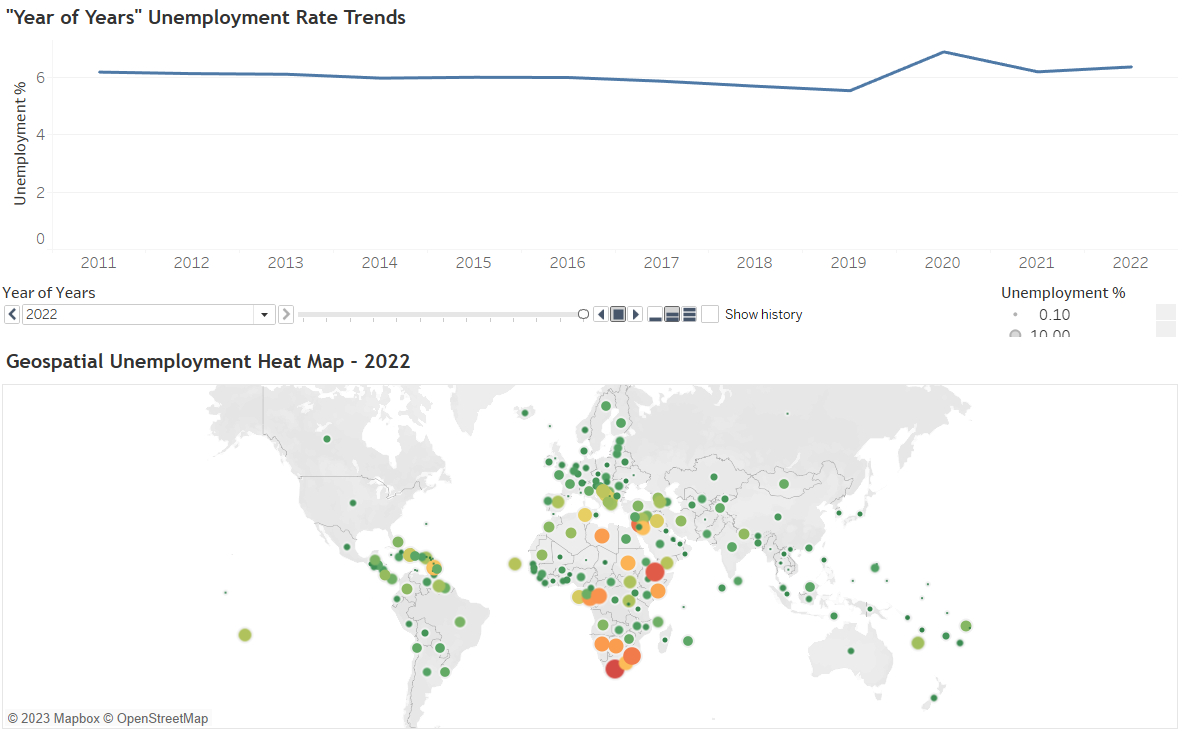 "Year of Years" Unemployment Rate Trends
Unemployment %
6
4
2
0
2011 2012 2013 2014 2015 2016 2017 2018 2019 2020 2021 2022
Year of Years
2022
Show history
Unemployment %
0.10
10.00
Geospatial Unemployment Heat Map - 2022
© 2023 Mapbox © OpenStreetMap